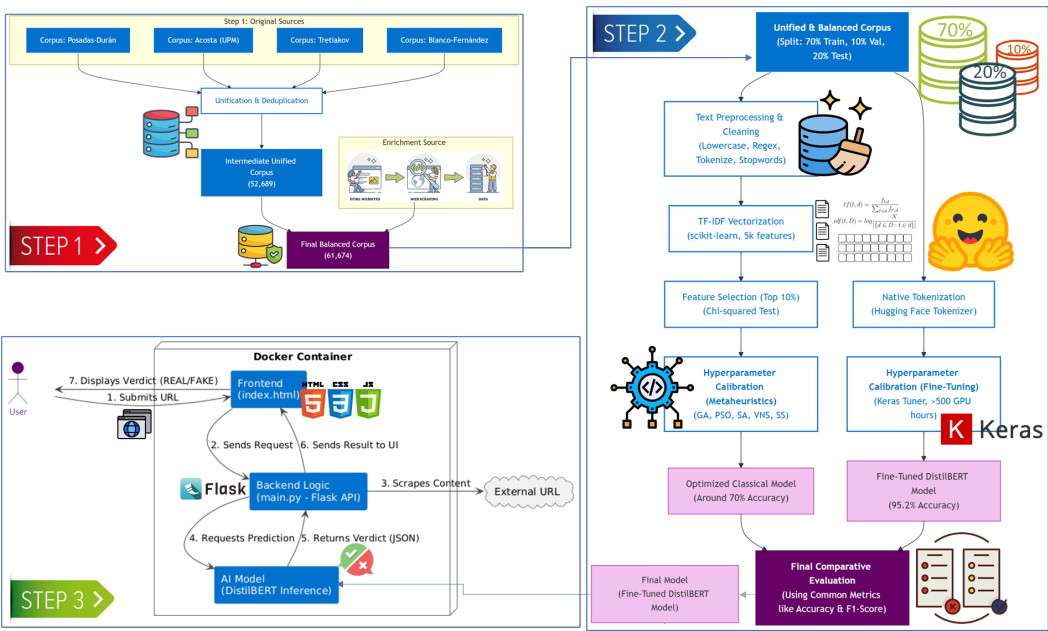 Step 1: Original Sources
Corpus: Posadas-Durán
Corpus: Acosta (UPM)
Corpus: Tretiakov
Corpus: Blanco-Fernández
Unification & Deduplication
Intermediate Unified
Corpus
(52,689)
Enrichment Source
HTML WEBSITES
WEB SCRAPING
DATA
Final Balanced Corpus
(61,674)
STEP 1
STEP 2
Unified & Balanced Corpus
(Split: 70% Train, 10% Val,
20% Test)
70%
10%
20%
Text Preprocessing &
Cleaning
(Lowercase, Regex,
Tokenize, Stopwords)
TF-IDF Vectorization
(scikit-learn, 5k features)
Feature Selection (Top 10%)
(Chi-squared Test)
Native Tokenization
(Hugging Face Tokenizer)
Hyperparameter
Calibration
(Metaheuristics)
(GA, PSO, SA, VNS, SS)
Hyperparameter
Calibration (Fine-Tuning)
(Keras Tuner, >500 GPU
hours)
K Keras
Optimized Classical Model
(Around 70% Accuracy)
Fine-Tuned DistilBERT
Model
(95.2% Accuracy)
Final Comparative
Evaluation
(Using Common Metrics
like Accuracy & F1-Score)
Final Model
(Fine-Tuned DistilBERT
Model)
Docker Container
User
7. Displays Verdict (REAL/FAKE)
1. Submits URL
Frontend
(index.html)
HTML
CSS
JS
2. Sends Request
6. Sends Result to UI
Flask
Backend Logic
(main.py - Flask API)
3. Scrapes Content
External URL
4. Requests Prediction
5. Returns Verdict (JSON)
AI Model
(DistilBERT Inference)
STEP 3